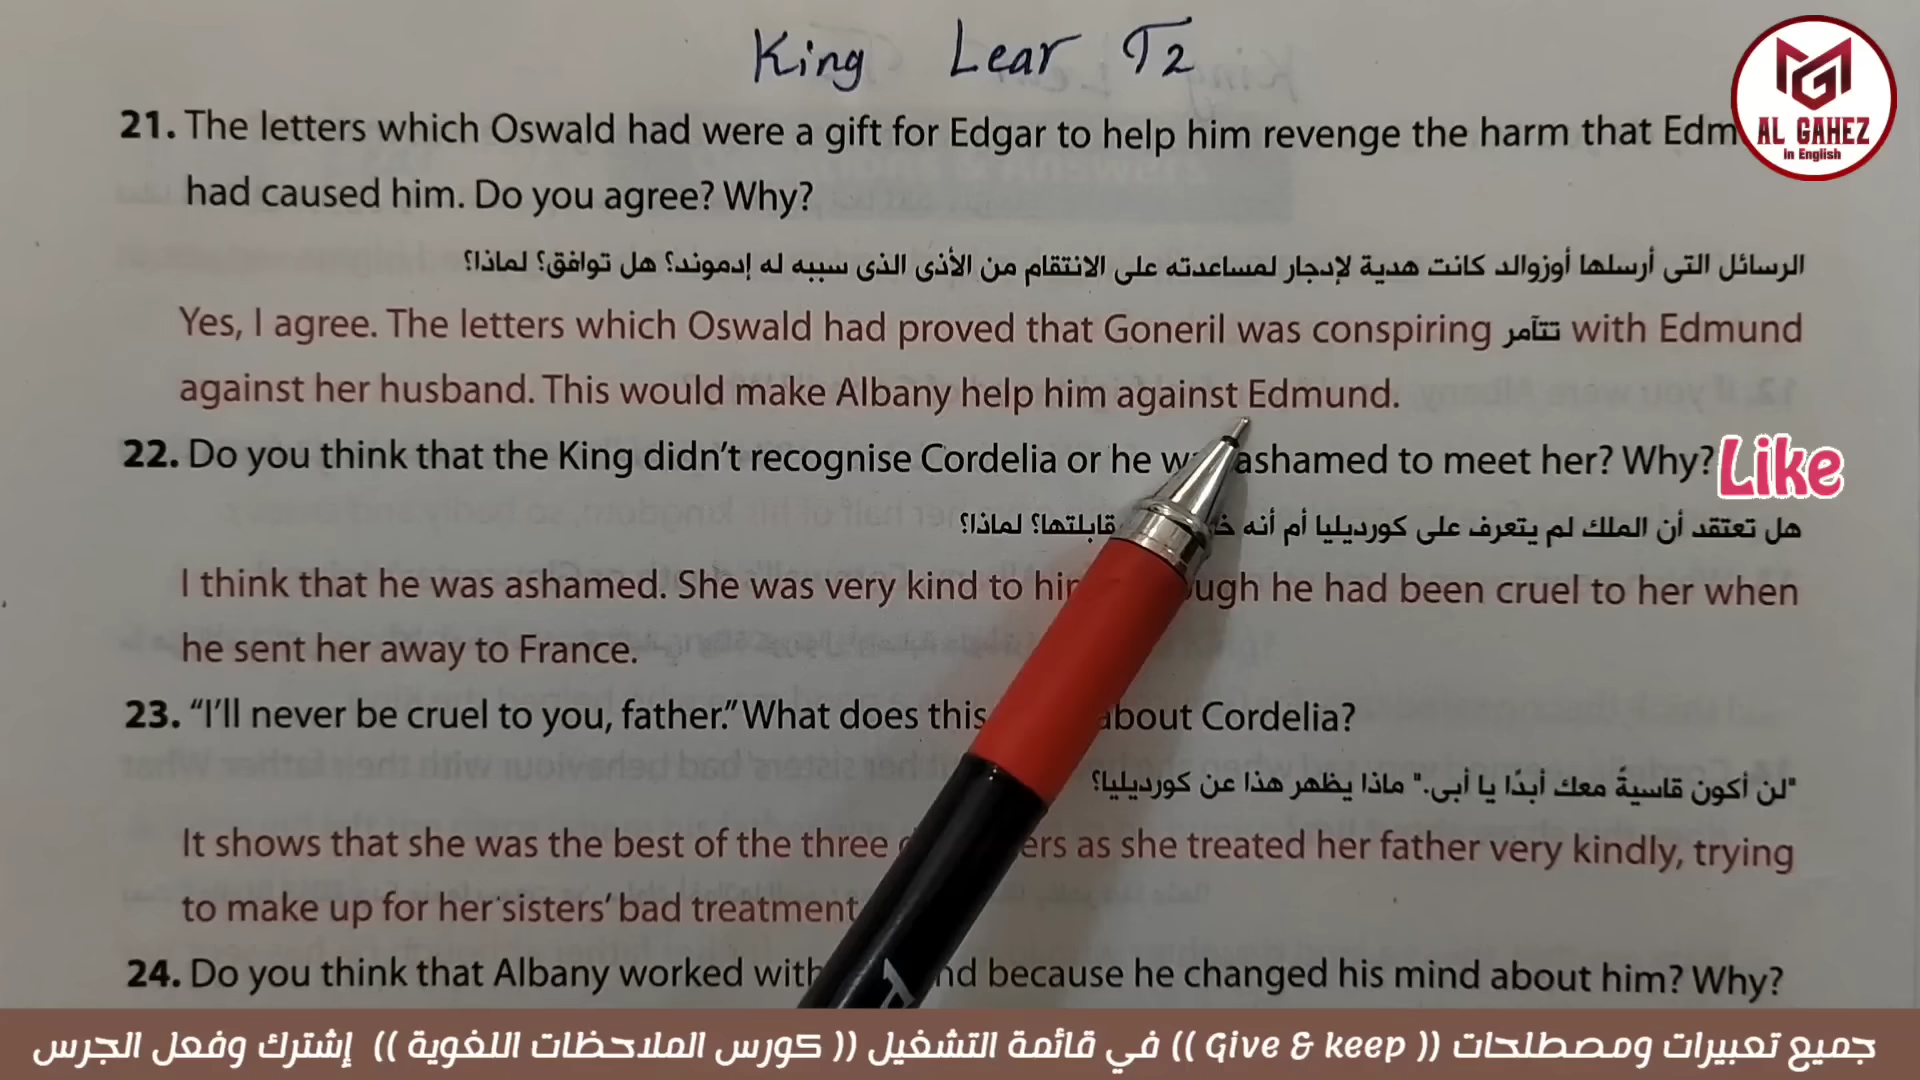 King Lear T2
AL GAHEZ
in English
21. The letters which Oswald had were a gift for Edgar to help him revenge the harm that Edm
had caused him. Do you agree? Why?
الرسائل التى أرسلها أوزوالد كانت هدية لإدجار لمساعدته على الانتقام من الأذى الذى سببه له إدموند؟ هل توافق؟ لماذا؟
Yes, I agree. The letters which Oswald had proved that Goneril was conspiring تتآمر with Edmund
against her husband. This would make Albany help him against Edmund.
22. Do you think that the King didn't recognise Cordelia or he ashamed to meet her? Why?
Like
هل تعتقد أن الملك لم يتعرف على كورديليا أم أنه قابلتها؟ لماذا؟
I think that he was ashamed. She was very kind to he had been cruel to her when
he sent her away to France.
23. "I'll never be cruel to you, father." What does this about Cordelia?
"لن أكون قاسيةً معك أبدًا يا أبى." ماذا يظهر هذا عن كورديليا؟
It shows that she was the best of the three as she treated her father very kindly, trying
to make up for her sisters' bad treatment
24. Do you think that Albany worked with because he changed his mind about him? Why?
جميع تعبيرات ومصطلحات (( Give & keep )) في قائمة التشغيل (( كورس الملاحظات اللغوية )) إشترك وفعل الجرس